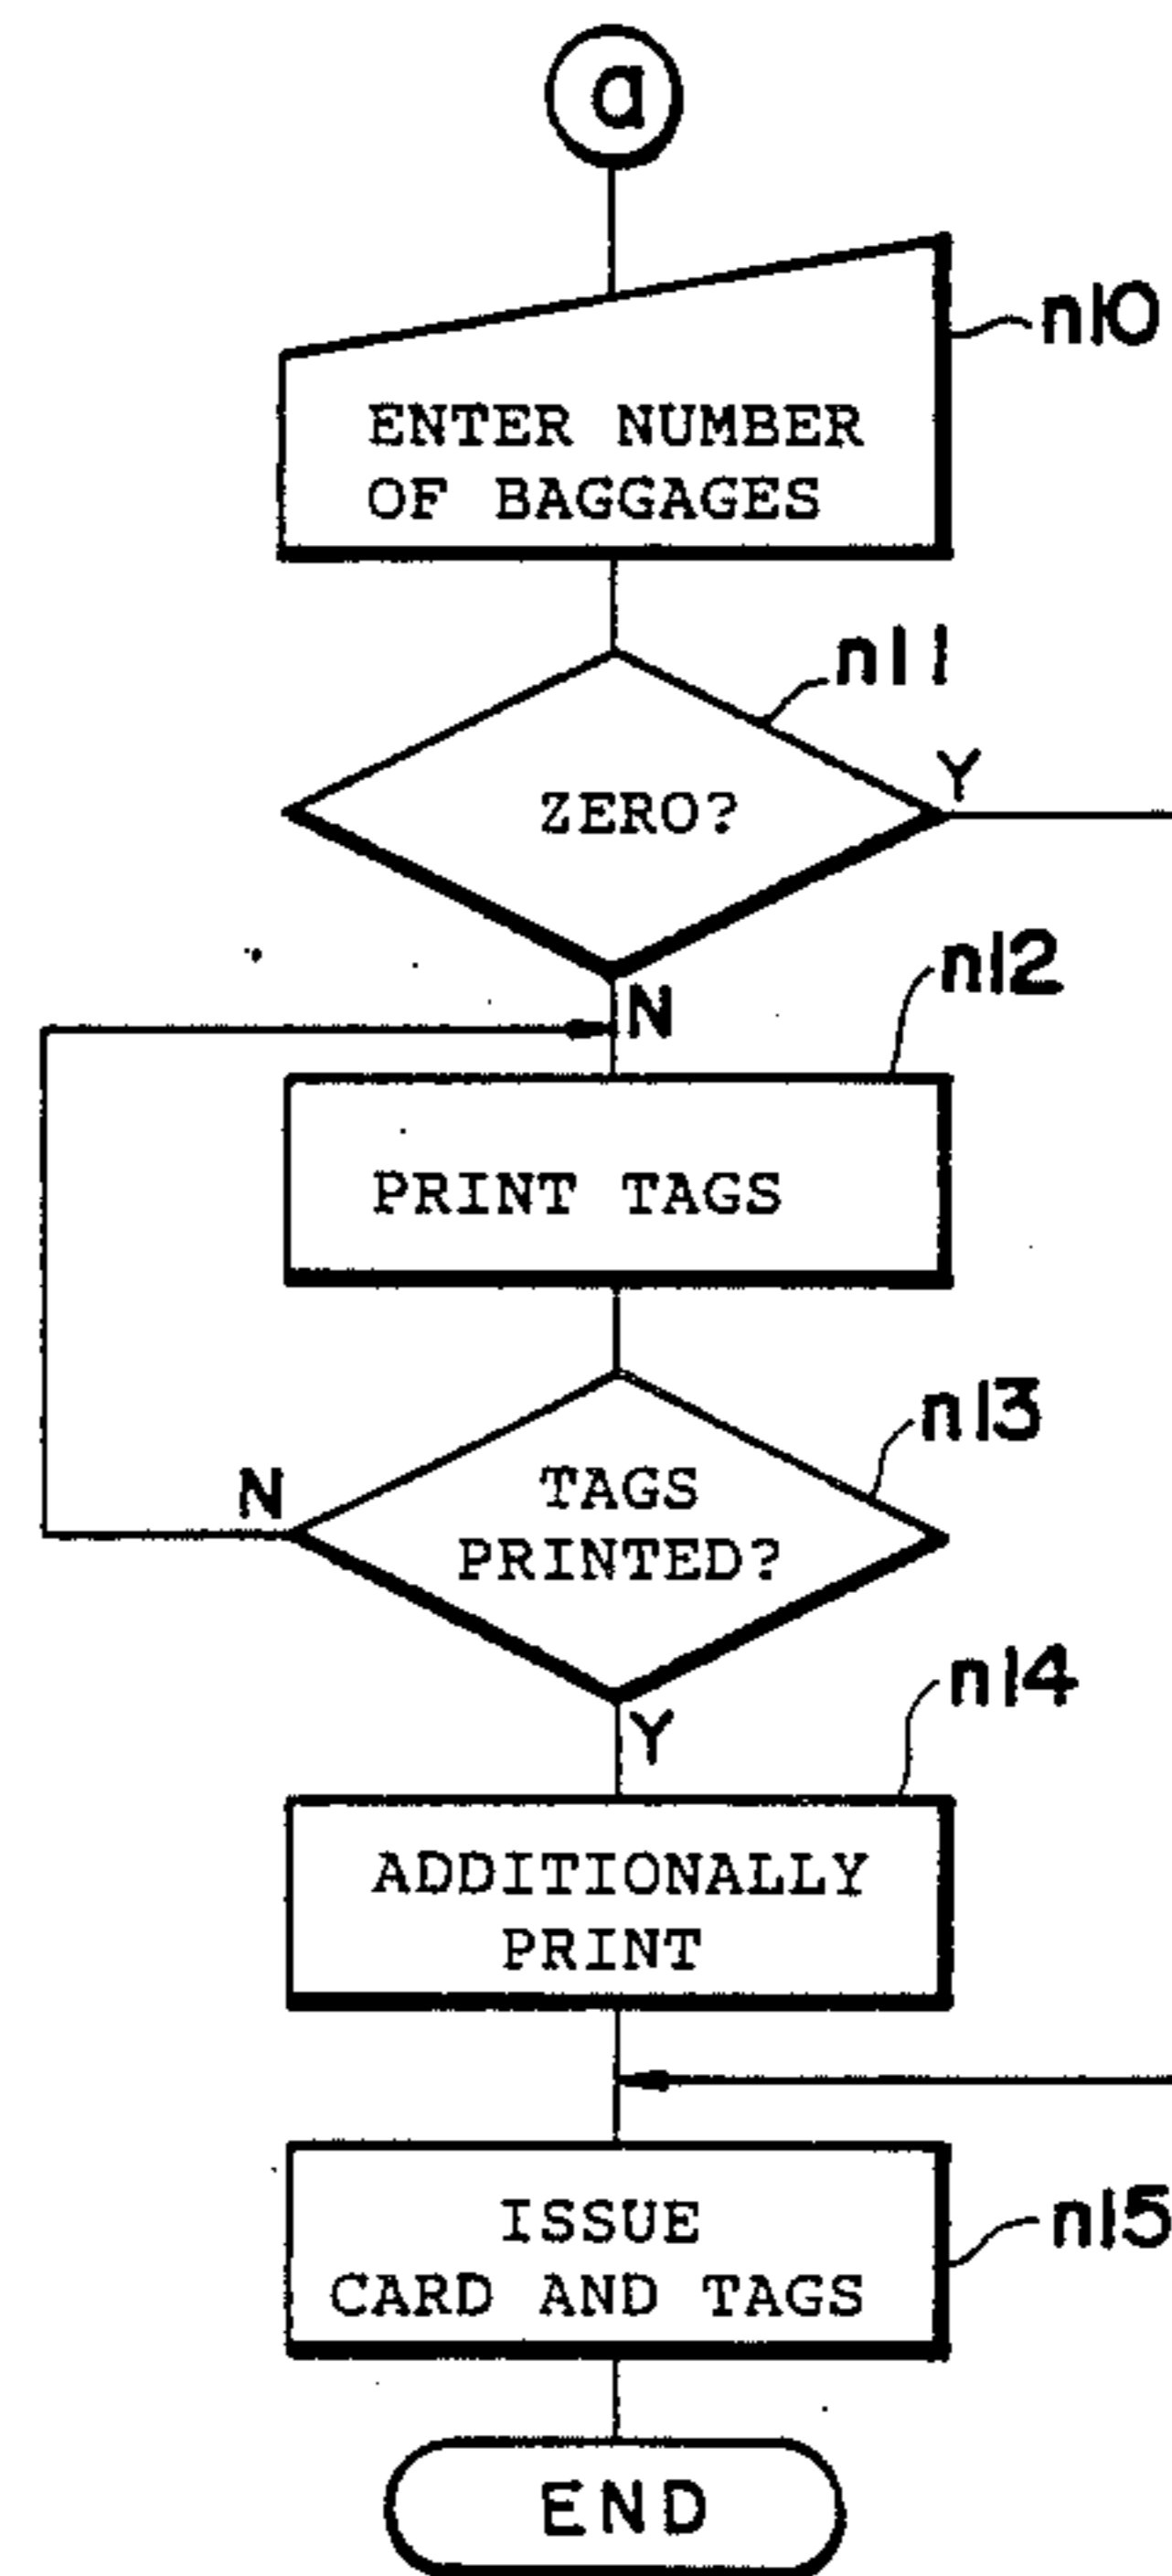 a
n10
ENTER NUMBER
OF BAGGAGES
n11
ZERO?
Y
N
n12
PRINT TAGS
n13
TAGS
PRINTED?
N
Y
n14
ADDITIONALLY
PRINT
ISSUE
CARD AND TAGS
n15
END